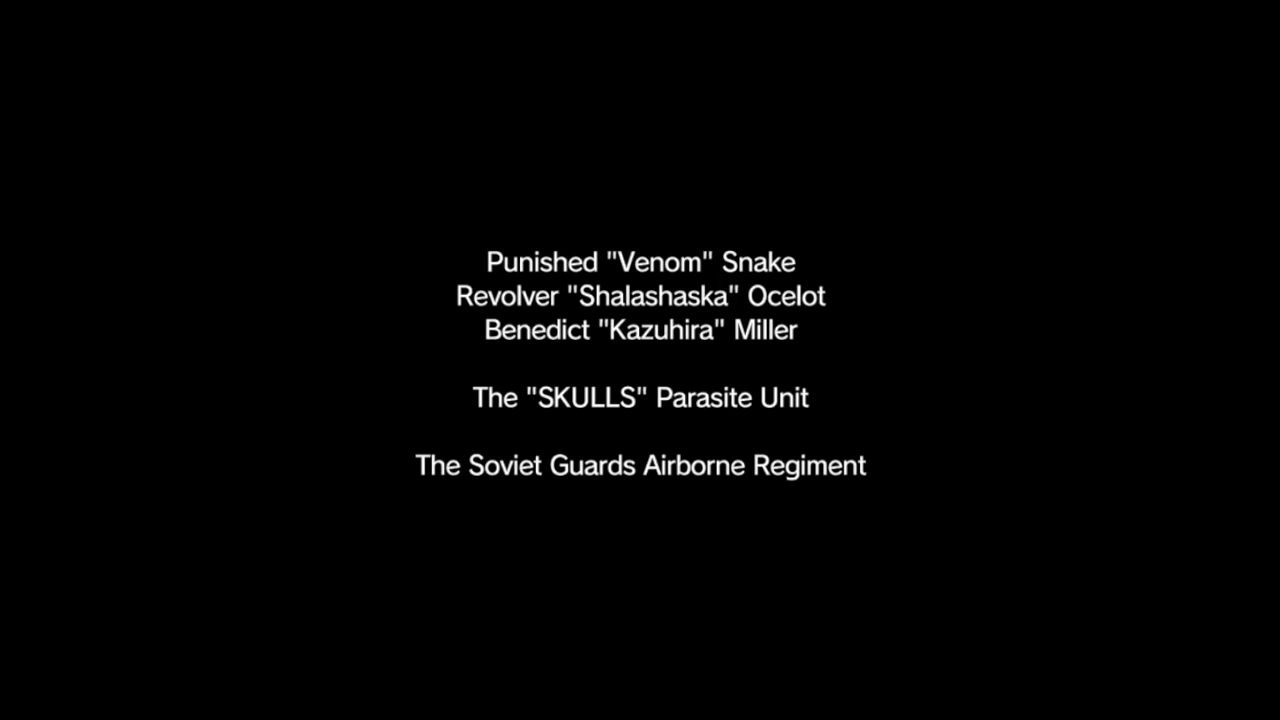 Punished "Venom" Snake
Revolver "Shalashaska" Ocelot
Benedict "Kazuhira" Miller
The "SKULLS" Parasite Unit
The Soviet Guards Airborne Regiment